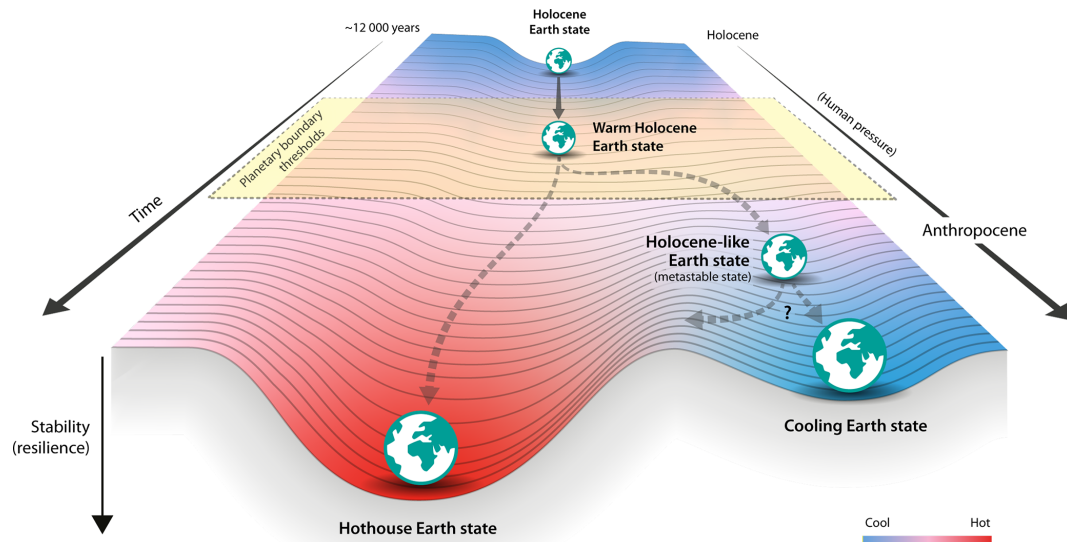 Holocene
Earth state
~12 000 years
Holocene
(Human pressure)
Planetary boundary
thresholds
Warm Holocene
Earth state
Time
Anthropocene
Holocene-like
Earth state
(metastable state)
?
Stability
(resilience)
Cooling Earth state
Hothouse Earth state
Cool
Hot